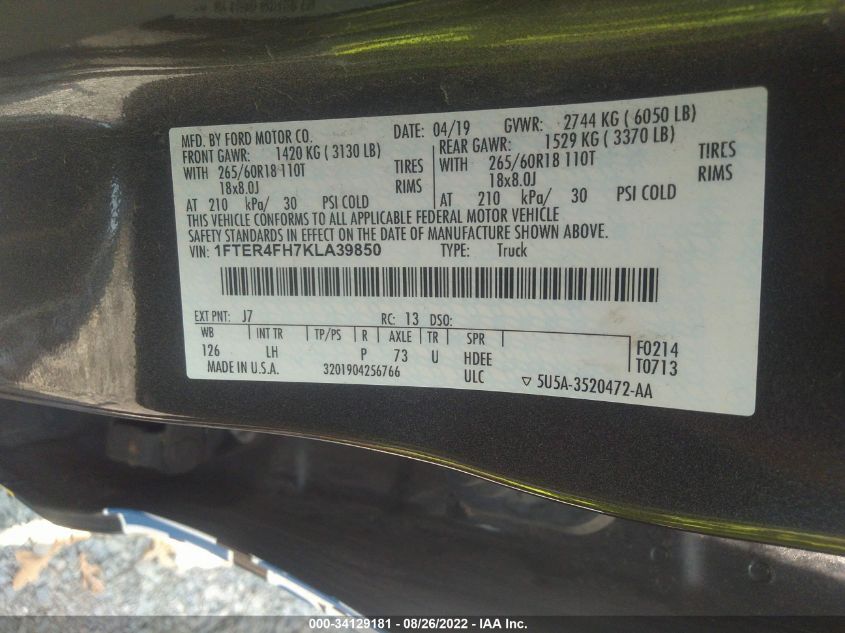 MFD. BY FORD MOTOR CO. DATE: 04/19 GVWR: 2744 KG ( 6050 LB)
FRONT GAWR: 1420 KG ( 3130 LB) REAR GAWR: 1529 KG ( 3370 LB)
WITH 265/60R18 110T TIRES WITH 265/60R18 110T TIRES
18x8.0J RIMS 18x8.0J RIMS
AT 210 kPa/ 30 PSI COLD AT 210 kPa/ 30 PSI COLD
THIS VEHICLE CONFORMS TO ALL APPLICABLE FEDERAL MOTOR VEHICLE
SAFETY STANDARDS IN EFFECT ON THE DATE OF MANUFACTURE SHOWN ABOVE.
VIN: 1FTER4FH7KLA39850 TYPE: Truck
EXT PNT: J7 RC: 13 DSO:
WB INT TR TP/PS R AXLE TR SPR F0214
126 LH P 73 U HDEE T0713
MADE IN U.S.A. 3201904256766 ULC ▽ 5U5A-3520472-AA
000-34129181 - 08/26/2022 - IAA Inc.